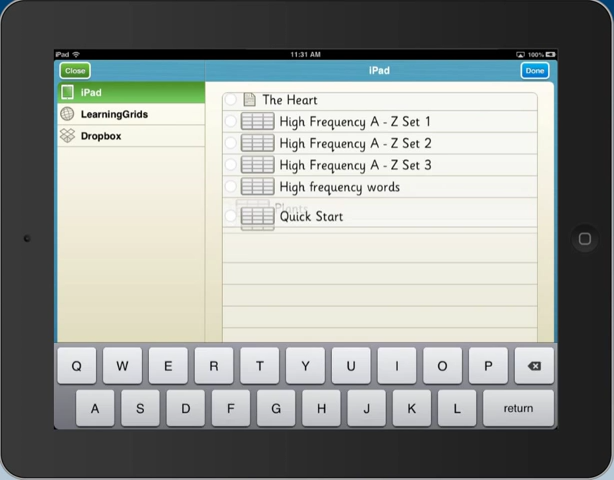 iPad 11:31 AM 100%
Close iPad Done
iPad
LearningGrids
Dropbox
The Heart
High Frequency A - Z Set 1
High Frequency A - Z Set 2
High Frequency A - Z Set 3
High frequency words
Plants
Quick Start
Q W E R T Y U I O P
A S D F G H J K L return